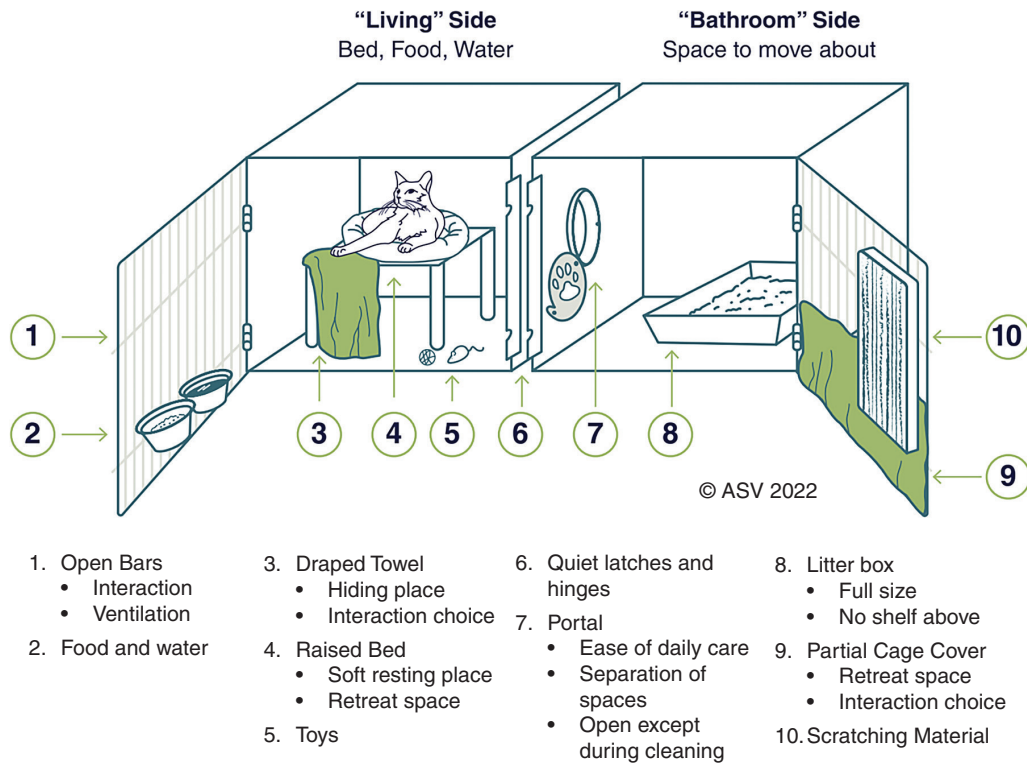 “Living” Side
Bed, Food, Water
“Bathroom” Side
Space to move about
1
2
3
4
5
6
7
8
10
9
© ASV 2022
1. Open Bars
• Interaction
• Ventilation
2. Food and water
3. Draped Towel
• Hiding place
• Interaction choice
4. Raised Bed
• Soft resting place
• Retreat space
5. Toys
6. Quiet latches and
hinges
7. Portal
• Ease of daily care
• Separation of
spaces
• Open except
during cleaning
8. Litter box
• Full size
• No shelf above
9. Partial Cage Cover
• Retreat space
• Interaction choice
10. Scratching Material